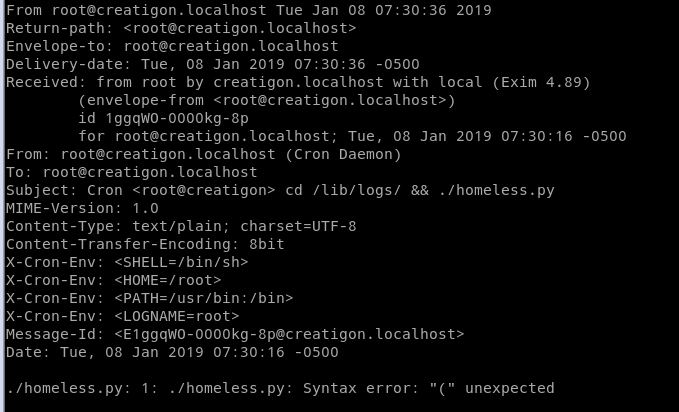 From root@creatigon.localhost Tue Jan 08 07:30:36 2019
Return-path: <root@creatigon.localhost>
Envelope-to: root@creatigon.localhost
Delivery-date: Tue, 08 Jan 2019 07:30:36 -0500
Received: from root by creatigon.localhost with local (Exim 4.89)
        (envelope-from <root@creatigon.localhost>)
        id 1ggqWO-0000kg-8p
        for root@creatigon.localhost; Tue, 08 Jan 2019 07:30:16 -0500
From: root@creatigon.localhost (Cron Daemon)
To: root@creatigon.localhost
Subject: Cron <root@creatigon> cd /lib/logs/ && ./homeless.py
MIME-Version: 1.0
Content-Type: text/plain; charset=UTF-8
Content-Transfer-Encoding: 8bit
X-Cron-Env: <SHELL=/bin/sh>
X-Cron-Env: <HOME=/root>
X-Cron-Env: <PATH=/usr/bin:/bin>
X-Cron-Env: <LOGNAME=root>
Message-Id: <E1ggqWO-0000kg-8p@creatigon.localhost>
Date: Tue, 08 Jan 2019 07:30:16 -0500

./homeless.py: 1: ./homeless.py: Syntax error: "(" unexpected